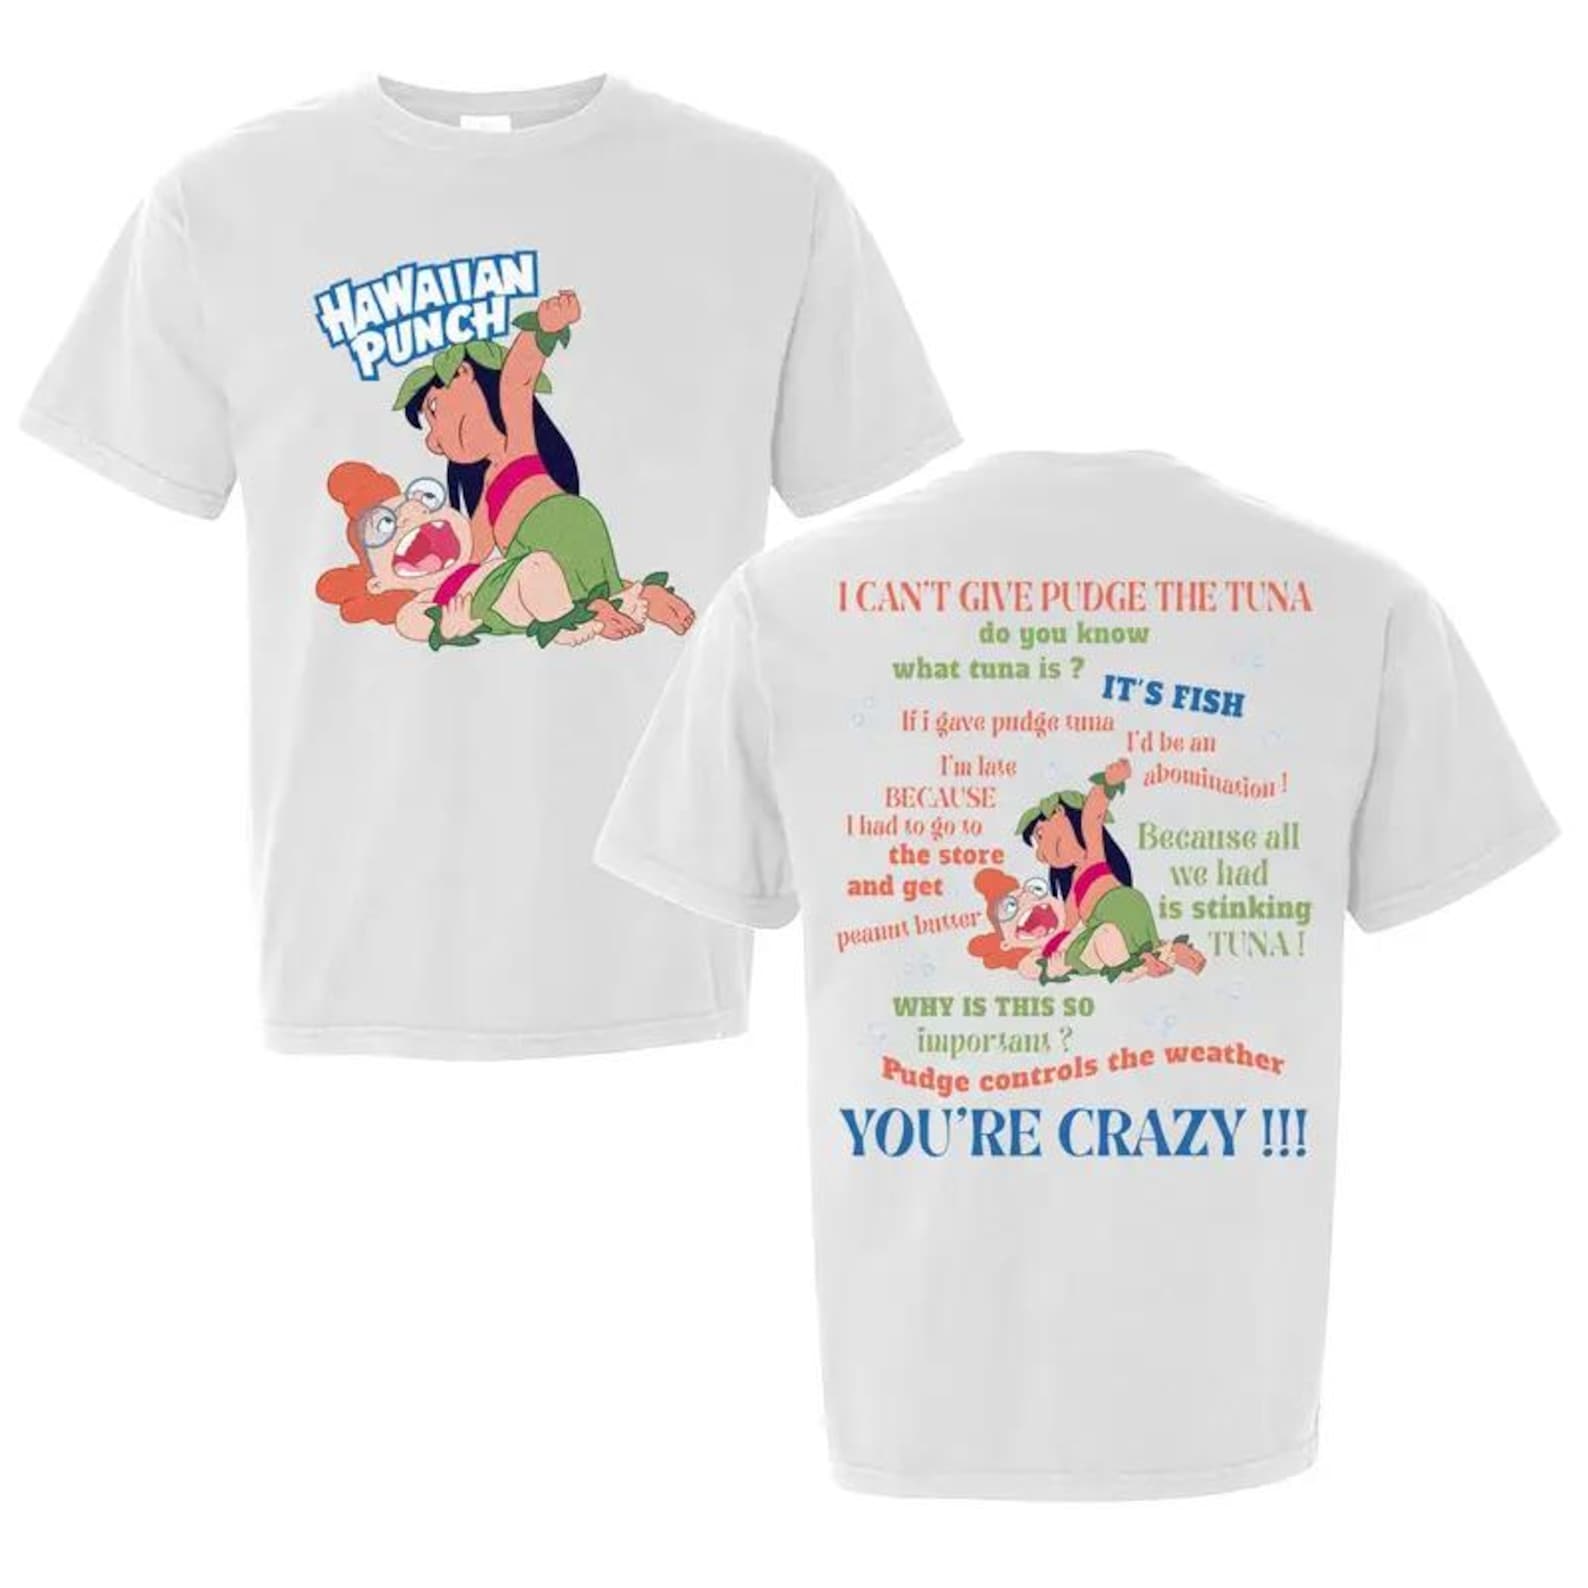 HAWAIIAN
PUNCH
I CAN'T GIVE PUDGE THE TUNA
do you know
what tuna is ?
IT'S FISH
If i gave pudge tuna
I'd be an
abomination !
I'm late
BECAUSE
I had to go to
the store
and get
peanut butter
Because all
we had
is stinking
TUNA !
WHY IS THIS SO
important ?
Pudge controls the weather
YOU'RE CRAZY !!!